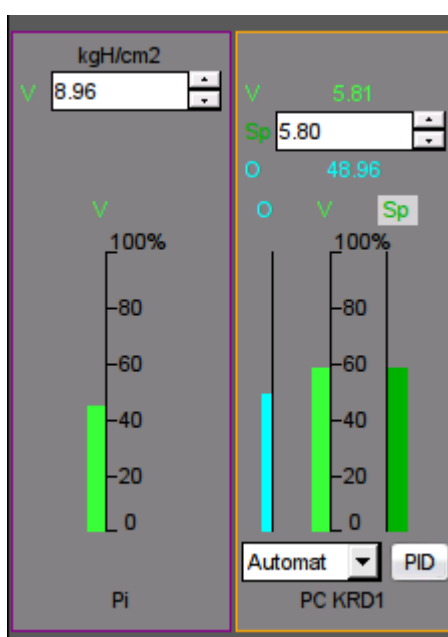 kgH/cm2
V 8.96
V
100%
80
60
40
20
0
Pi
V 5.81
Sp 5.80
O 48.96
O V Sp
100%
80
60
40
20
0
Automat PID
PC KRD1